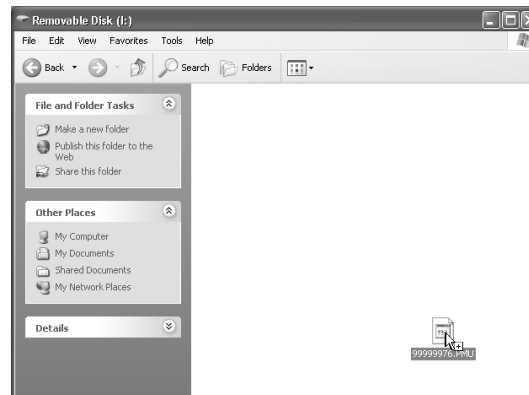 Removable Disk (I:)
File Edit View Favorites Tools Help
Back Search Folders
File and Folder Tasks
Make a new folder
Publish this folder to the
Web
Share this folder
Other Places
My Computer
My Documents
Shared Documents
My Network Places
Details
99999976.PMU